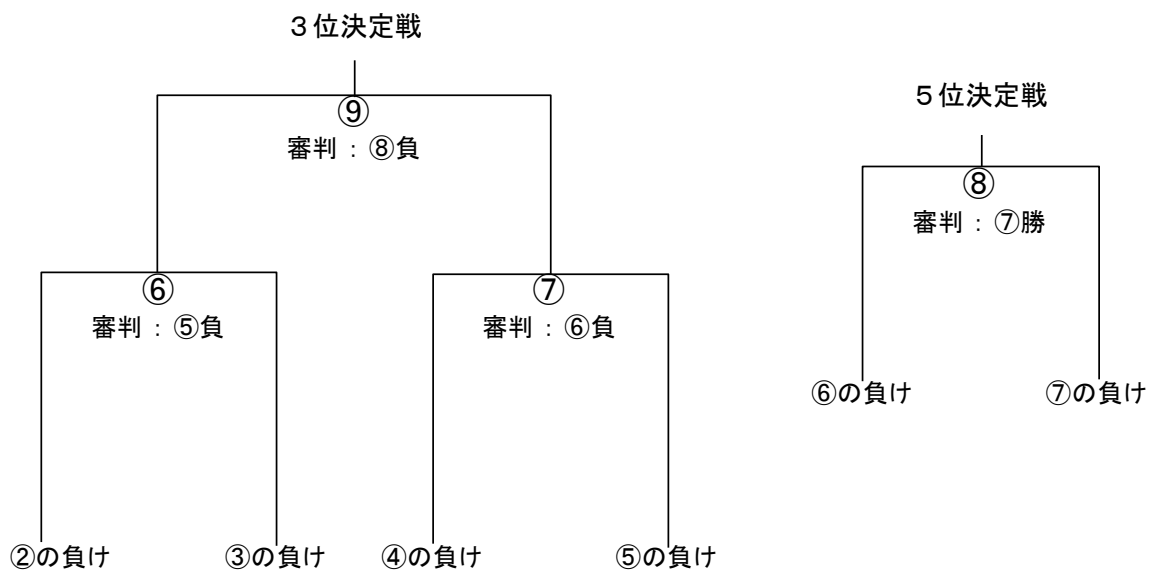 3位決定戦
⑨
審判:⑧負
⑥
審判:⑤負
⑦
審判:⑥負
②の負け
③の負け
④の負け
⑤の負け
5位決定戦
⑧
審判:⑦勝
⑥の負け
⑦の負け